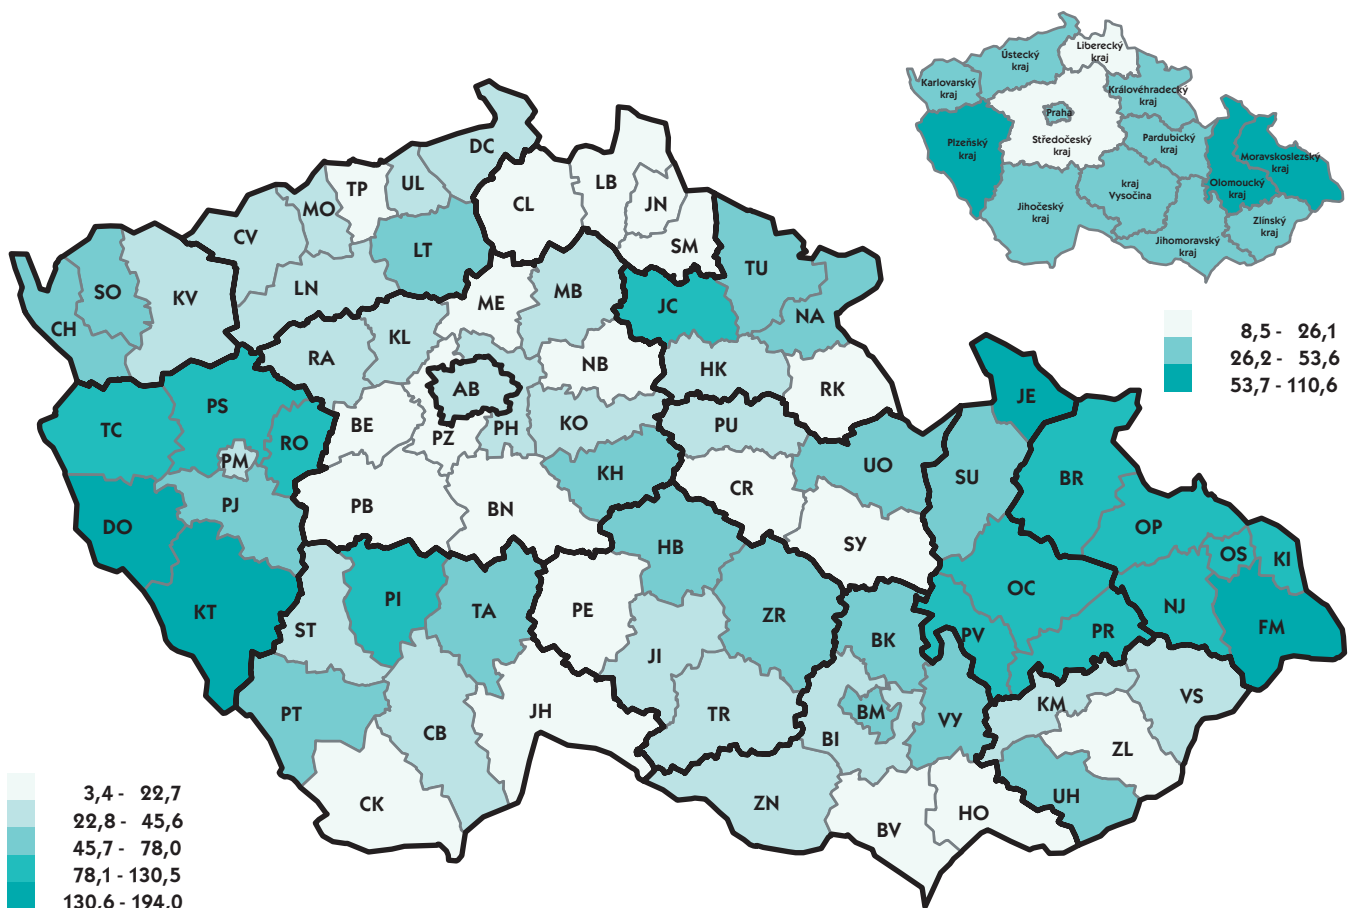 Liberecký
kraj
Ústecký
kraj
Karlovarský
kraj
Královéhradecký
kraj
Praha
Středočeský
kraj
Plzeňský
kraj
Pardubický
kraj
Moravskoslezský
kraj
kraj
Vysočina
Olomoucký
kraj
Jihočeský
kraj
Zlínský
kraj
Jihomoravský
kraj
8,5 - 26,1
26,2 - 53,6
53,7 - 110,6
DC
TP
UL
LB
MO
CL
JN
CV
LT
SM
TU
SO
KV
LN
ME
MB
JC
CH
NA
KL
RA
NB
HK
AB
RK
JE
PS
TC
BE
KO
PU
PH
PZ
RO
PM
UO
KH
SU
BR
CR
PJ
PB
BN
DO
OP
HB
SY
OS
KI
OC
PI
KT
TA
PE
ZR
NJ
ST
PV
PR
FM
BK
JI
VS
KM
PT
JH
TR
BM
VY
CB
BI
ZL
UH
CK
ZN
HO
BV
3,4 - 22,7
22,8 - 45,6
45,7 - 78,0
78,1 - 130,5
130,6 - 194,0